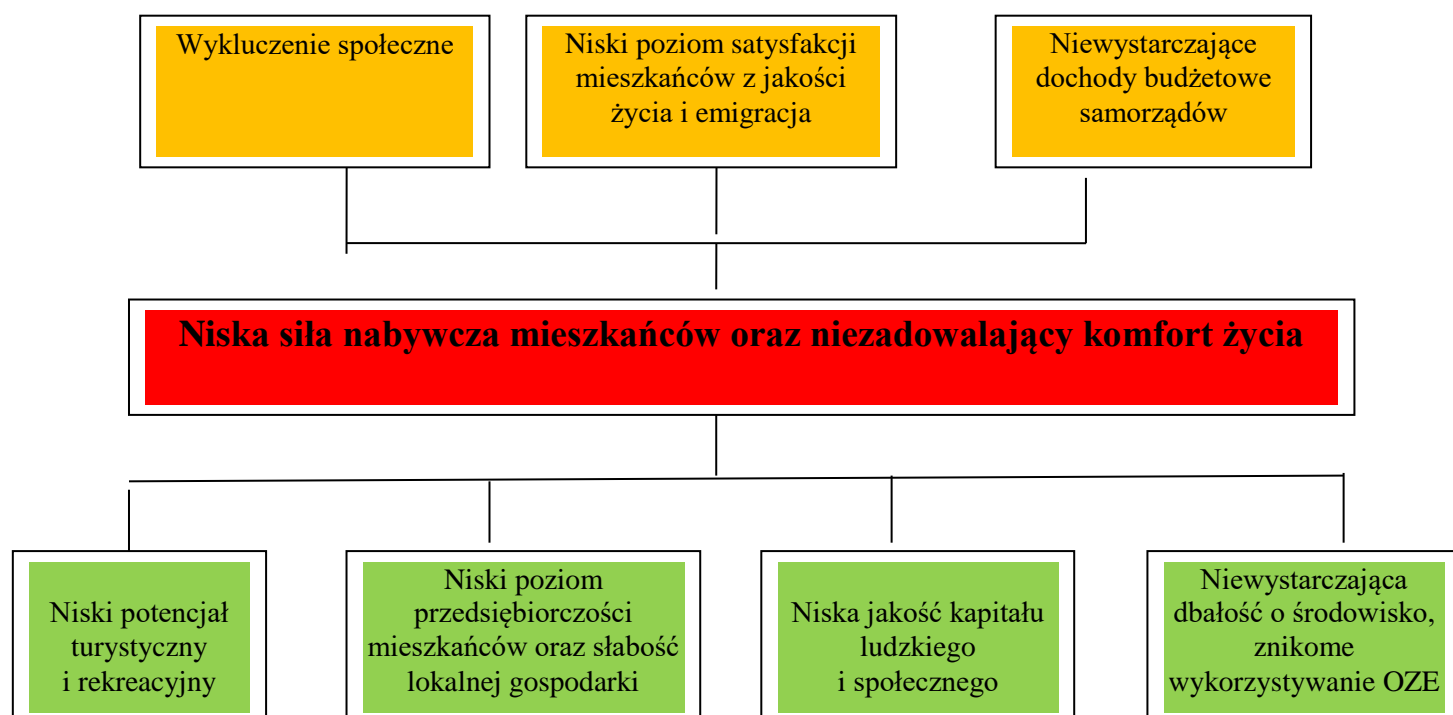 Wykluczenie społeczne
Niski poziom satysfakcji
mieszkańców z jakości
życia i emigracja
Niewystarczające
dochody budżetowe
samorządów
Niska siła nabywcza mieszkańców oraz niezadowalający komfort życia
Niski potencjał
turystyczny
i rekreacyjny
Niski poziom
przedsiębiorczości
mieszkańców oraz słabość
lokalnej gospodarki
Niska jakość kapitału
ludzkiego
i społecznego
Niewystarczająca
dbałość o środowisko,
znikome
wykorzystywanie OZE